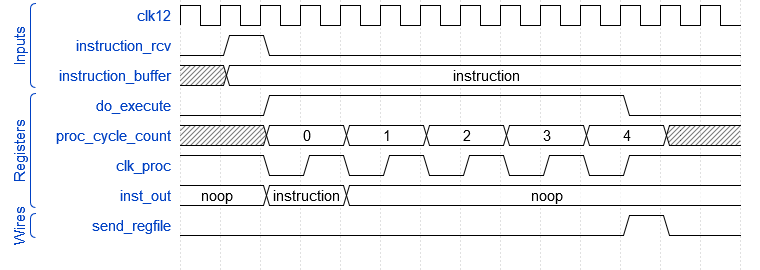 Inputs
clk12
instruction_rcv
instruction_buffer instruction
Registers
do_execute
proc_cycle_count 0 1 2 3 4
clk_proc
inst_out noop instruction noop
Wires
send_regfile